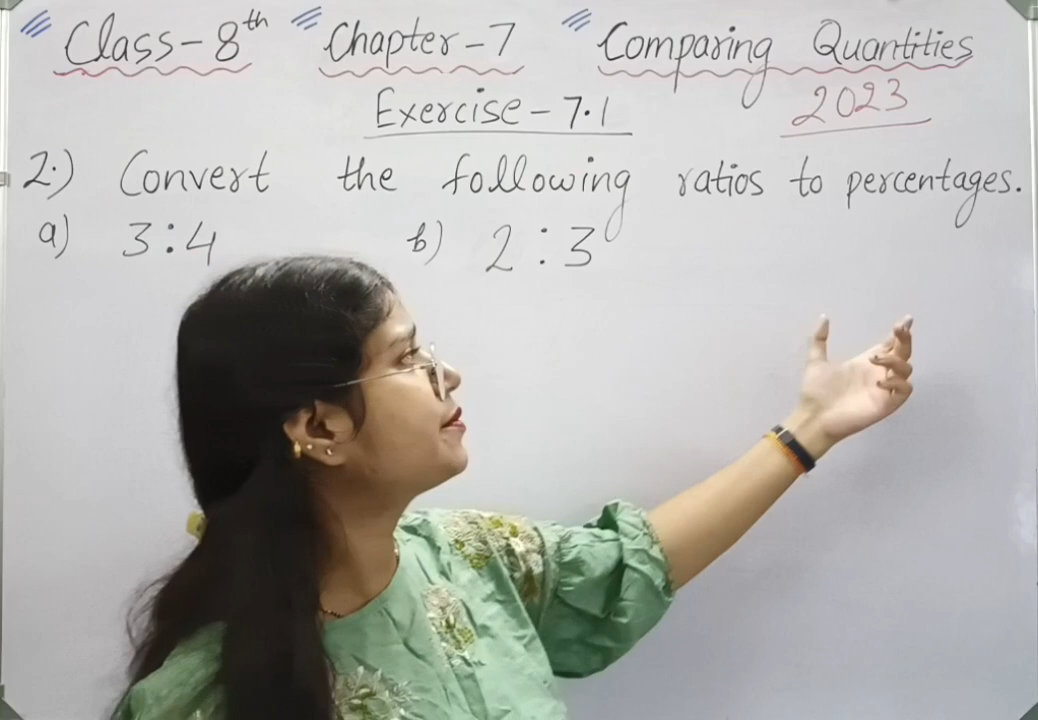 Class-8th Chapter-7 Comparing Quantities
Exercise-7.1 2023
2.) Convert the following ratios to percentages.
a) 3:4 b) 2:3